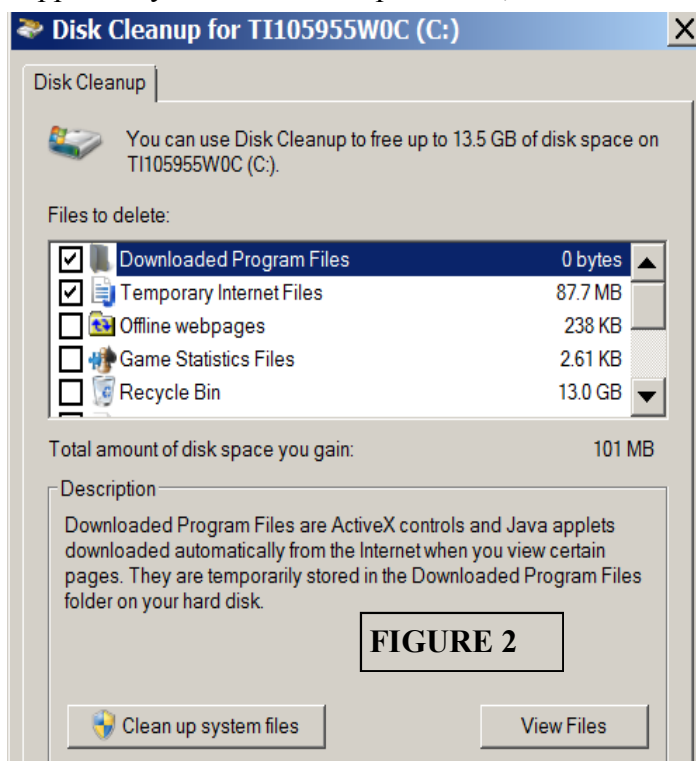 Disk Cleanup for TI105955W0C (C:)
Disk Cleanup
You can use Disk Cleanup to free up to 13.5 GB of disk space on
TI105955W0C (C:).
Files to delete:
Downloaded Program Files 0 bytes
Temporary Internet Files 87.7 MB
Offline webpages 238 KB
Game Statistics Files 2.61 KB
Recycle Bin 13.0 GB
Total amount of disk space you gain: 101 MB
Description
Downloaded Program Files are ActiveX controls and Java applets
downloaded automatically from the Internet when you view certain
pages. They are temporarily stored in the Downloaded Program Files
folder on your hard disk.
FIGURE 2
Clean up system files View Files